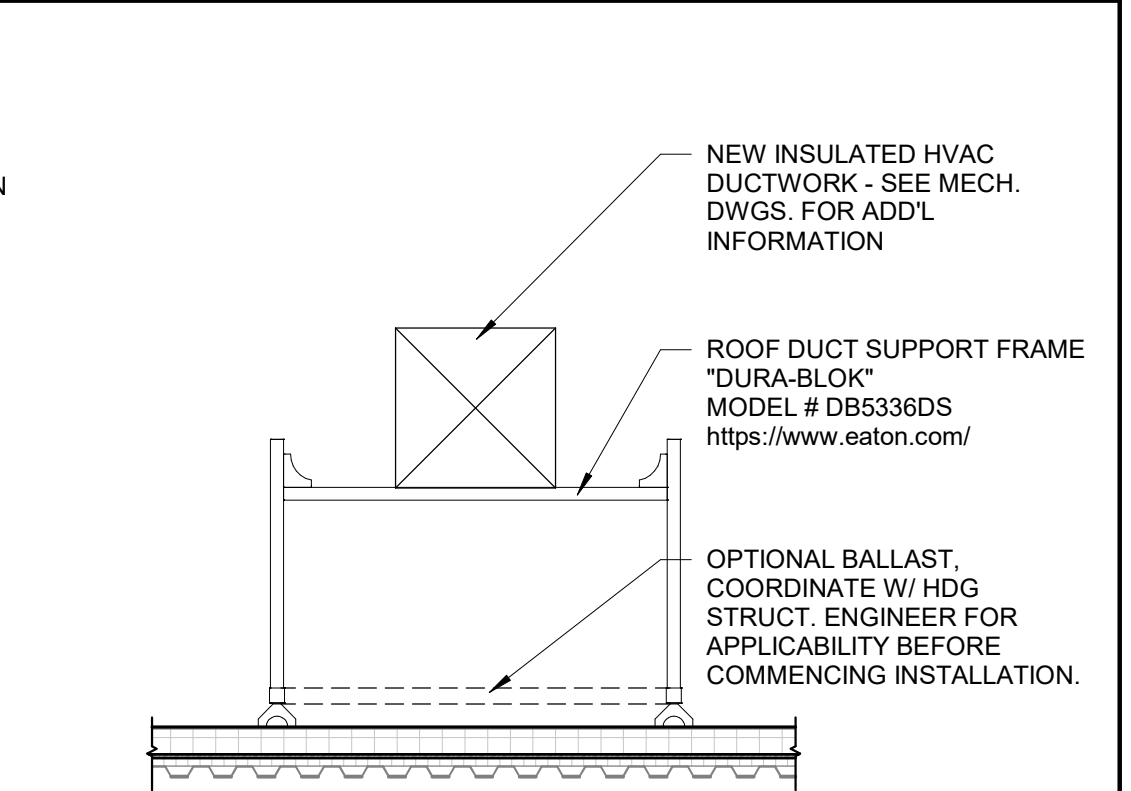 N
NEW INSULATED HVAC
DUCTWORK - SEE MECH.
DWGS. FOR ADD'L
INFORMATION
ROOF DUCT SUPPORT FRAME
"DURA-BLOK"
MODEL # DB5336DS
https://www.eaton.com/
OPTIONAL BALLAST,
COORDINATE W/ HDG
STRUCT. ENGINEER FOR
APPLICABILITY BEFORE
COMMENCING INSTALLATION.